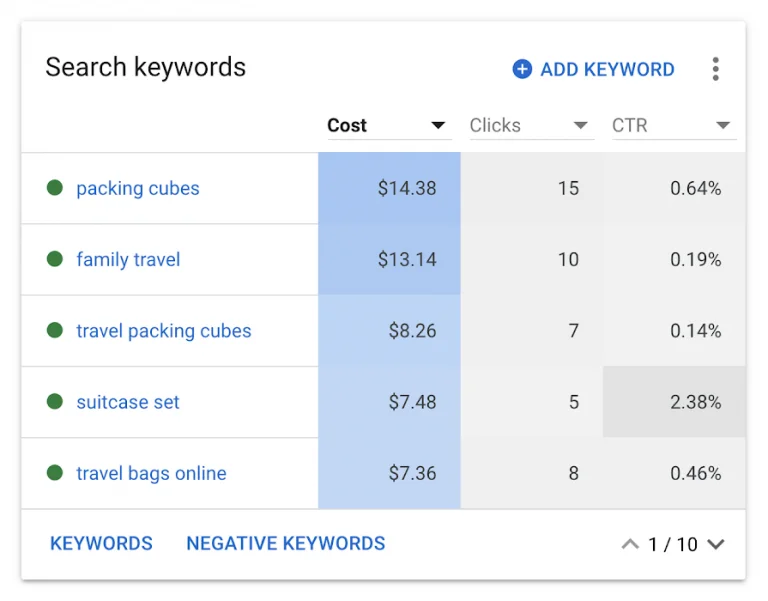 Search keywords ADD KEYWORD
Cost Clicks CTR
packing cubes $14.38 15 0.64%
family travel $13.14 10 0.19%
travel packing cubes $8.26 7 0.14%
suitcase set $7.48 5 2.38%
travel bags online $7.36 8 0.46%
KEYWORDS NEGATIVE KEYWORDS 1 / 10